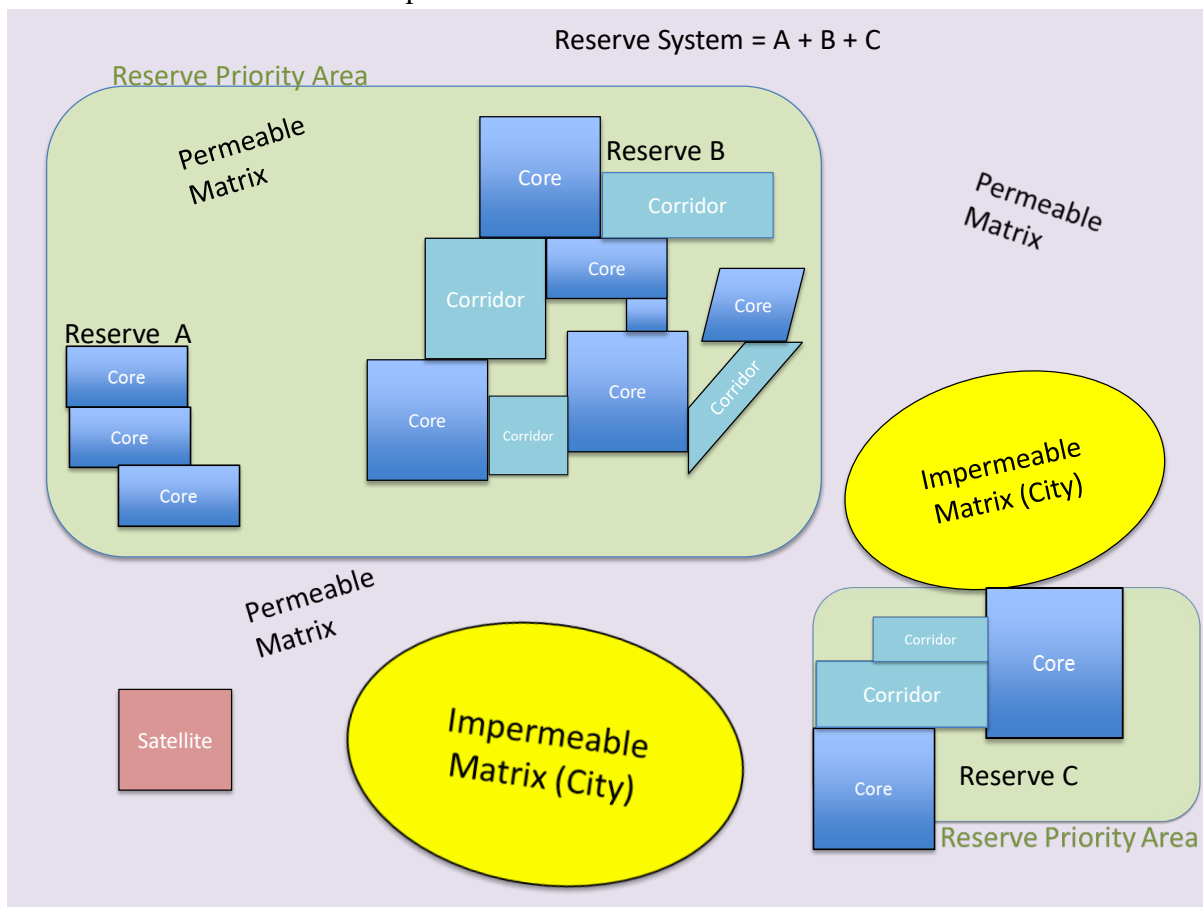 Reserve System = A + B + C
Reserve Priority Area
Permeable
Matrix
Core
Reserve B
Corridor
Permeable
Matrix
Core
Corridor
Core
Reserve  A
Core
Core
Core
Corridor
Core
Corridor
Core
Impermeable
Matrix (City)
Permeable
Matrix
Corridor
Core
Corridor
Impermeable
Matrix (City)
Satellite
Reserve C
Core
Reserve Priority Area